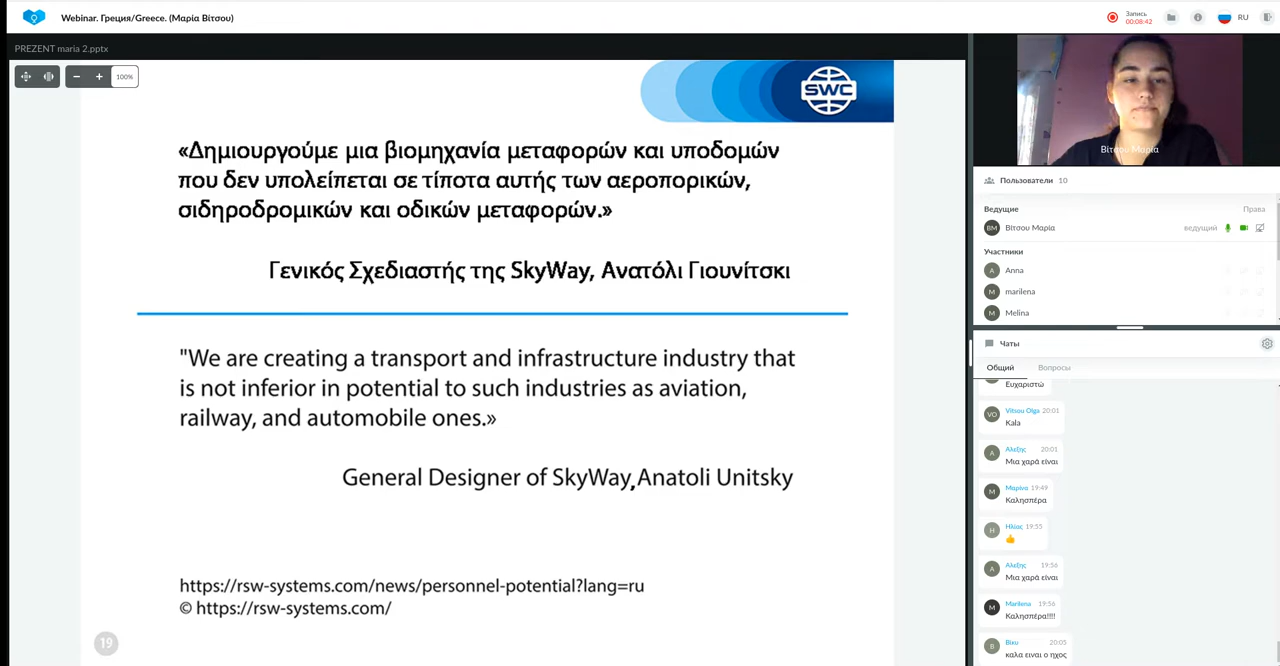 Webinar. Греция/Greece. (Μαρία Βίτσου)
Запись
00:08:42
RU
PREZENT maria 2.pptx
100%
SWC
«Δημιουργούμε μια βιομηχανία μεταφορών και υποδομών
που δεν υπολείπεται σε τίποτα αυτής των αεροπορικών,
σιδηροδρομικών και οδικών μεταφορών.»
Γενικός Σχεδιαστής της SkyWay, Ανατόλι Γιουνίτσκι
"We are creating a transport and infrastructure industry that
is not inferior in potential to such industries as aviation,
railway, and automobile ones.»
General Designer of SkyWay,Anatoli Unitsky
https://rsw-systems.com/news/personnel-potential?lang=ru
© https://rsw-systems.com/
19
Βίτσου Μαρία
Пользователи 10
Ведущие Права
ΒΜ Βίτσου Μαρία ведущий
Участники
A Anna
M marilena
M Melina
Чаты
Общий Вопросы
Ευχαριστώ
VO Vitsou Olga 20:01
Kala
Α Αλεξης 20:01
Μια χαρά είναι
Μ Μαρίνα 19:49
Καλησπέρα
Η Ηλίας 19:55
Α Αλεξης 19:56
Μια χαρά είναι
M Marilena 19:56
Καλησπέρα!!!!
Β Βίκυ 20:05
καλα ειναι ο ηχος